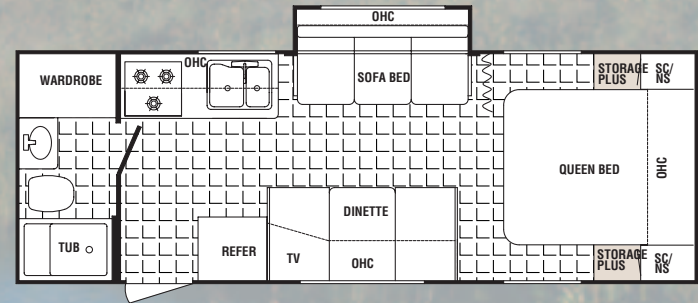 OHC
WARDROBE
OHC
SOFA BED
STORAGE
PLUS
SC/
NS
QUEEN BED
OHC
DINETTE
TUB
REFER
TV
OHC
STORAGE
PLUS
SC/
NS